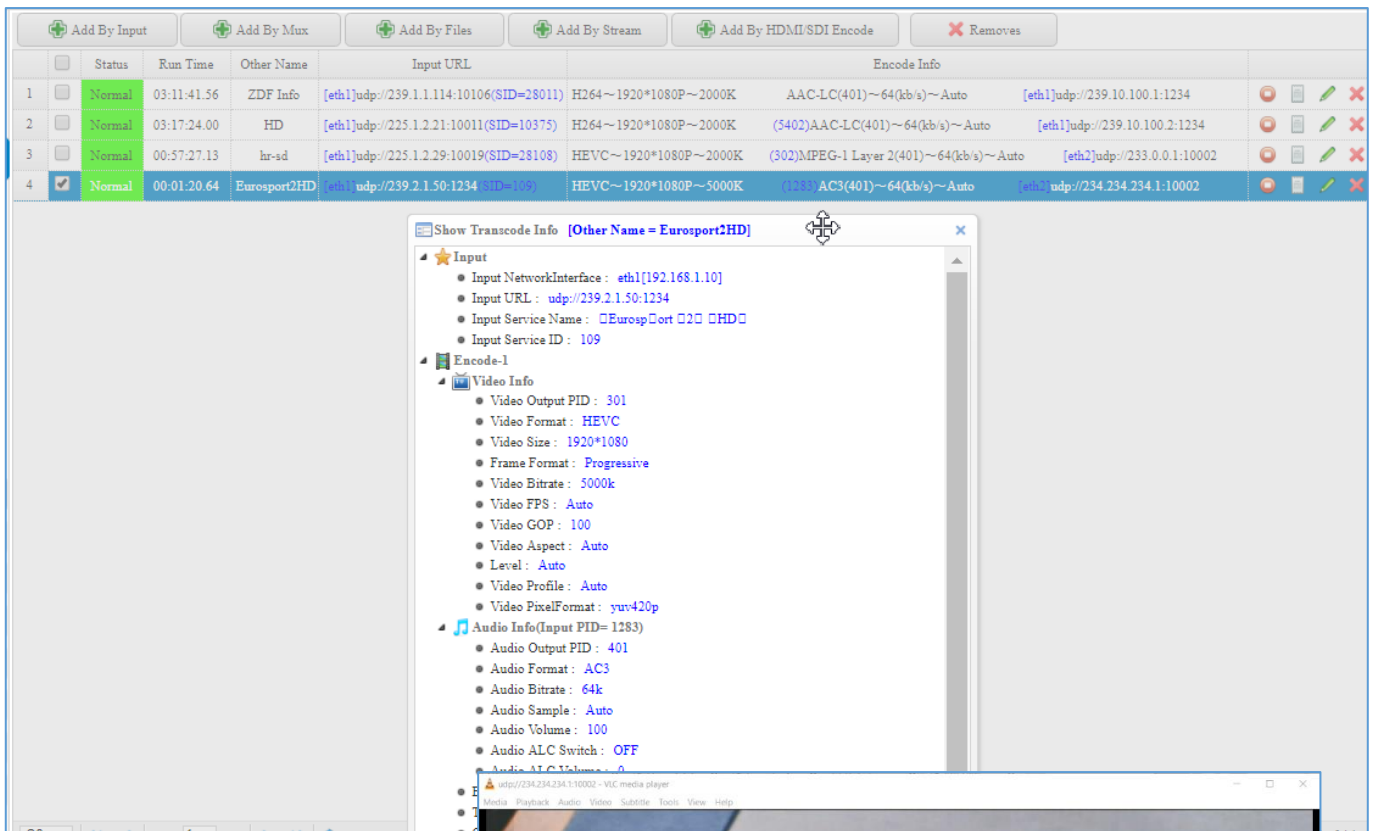 Add By Input Add By Mux Add By Files Add By Stream Add By HDMI/SDI Encode Removes
Status Run Time Other Name Input URL Encode Info
1 Normal 03:11:41.56 ZDF Info [eth1]udp://239.1.1.114:10106(SID=28011) H264~1920*1080P~2000K AAC-LC(401)~64(kb/s)~Auto [eth1]udp://239.10.100.1:1234
2 Normal 03:17:24.00 HD [eth1]udp://225.1.2.21:10011(SID=10375) H264~1920*1080P~2000K (5402)AAC-LC(401)~64(kb/s)~Auto [eth1]udp://239.10.100.2:1234
3 Normal 00:57:27.13 hr-sd [eth1]udp://225.1.2.29:10019(SID=28108) HEVC~1920*1080P~2000K (302)MPEG-1 Layer 2(401)~64(kb/s)~Auto [eth2]udp://233.0.0.1:10002
4 Normal 00:01:20.64 Eurosport2HD [eth1]udp://239.2.1.50:1234(SID=109) HEVC~1920*1080P~5000K (1283)AC3(401)~64(kb/s)~Auto [eth2]udp://234.234.234.1:10002
Show Transcode Info [Other Name = Eurosport2HD]
Input
Input NetworkInterface : eth1[192.168.1.10]
Input URL : udp://239.2.1.50:1234
Input Service Name : □Eurosp□ort □2□ □HD□
Input Service ID : 109
Encode-1
Video Info
Video Output PID : 301
Video Format : HEVC
Video Size : 1920*1080
Frame Format : Progressive
Video Bitrate : 5000k
Video FPS : Auto
Video GOP : 100
Video Aspect : Auto
Level : Auto
Video Profile : Auto
Video PixelFormat : yuv420p
Audio Info(Input PID= 1283)
Audio Output PID : 401
Audio Format : AC3
Audio Bitrate : 64k
Audio Sample : Auto
Audio Volume : 100
Audio ALC Switch : OFF
Audio ALC Volume : 0
udp://234.234.234.1:10002 - VLC media player
Media Playback Audio Video Subtitle Tools View Help